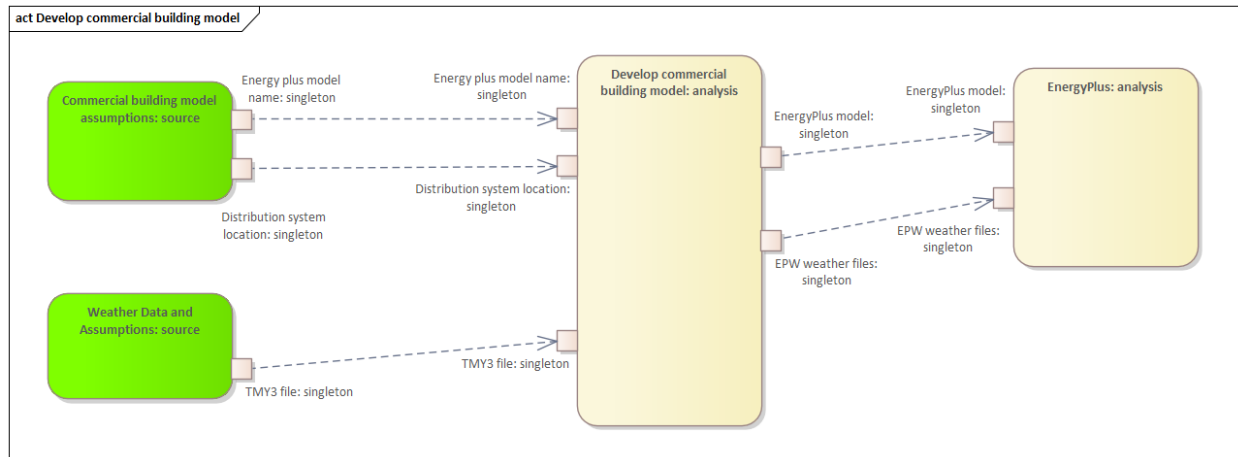 act Develop commercial building model
Commercial building model
assumptions: source
Energy plus model
name: singleton
Distribution system
location: singleton
Energy plus model name:
singleton
Distribution system location:
singleton
Develop commercial
building model: analysis
EnergyPlus model:
singleton
EPW weather files:
singleton
EnergyPlus model:
singleton
EPW weather files:
singleton
EnergyPlus: analysis
Weather Data and
Assumptions: source
TMY3 file: singleton
TMY3 file: singleton